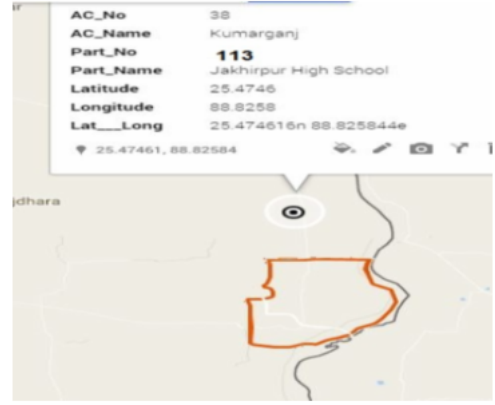 AC_No 38
AC_Name Kumarganj
Part_No 113
Part_Name Jakhirpur High School
Latitude 25.4746
Longitude 88.8258
Lat___Long 25.474616n 88.825844e
25.47461, 88.82584
jdhara